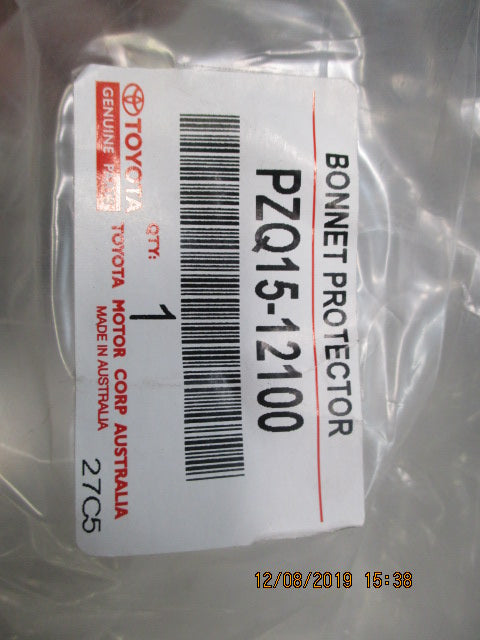 BONNET PROTECTOR
PZQ15-12100
QTY: 1
TOYOTA
GENUINE
TOYOTA MOTOR CORP AUSTRALIA
MADE IN AUSTRALIA
27C5
12/08/2019 15:38